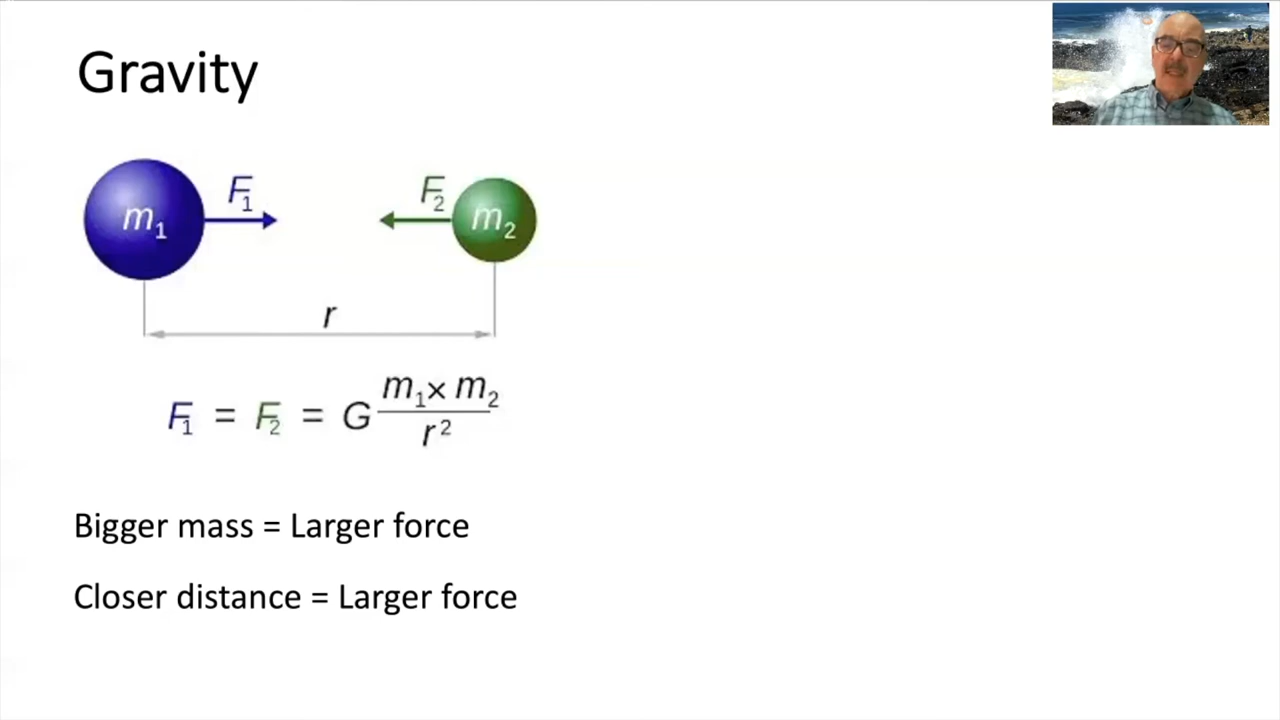 Gravity
F₁ F₂
m₁ m₂
r
F₁ = F₂ = G m₁ × m₂ / r²
Bigger mass = Larger force
Closer distance = Larger force